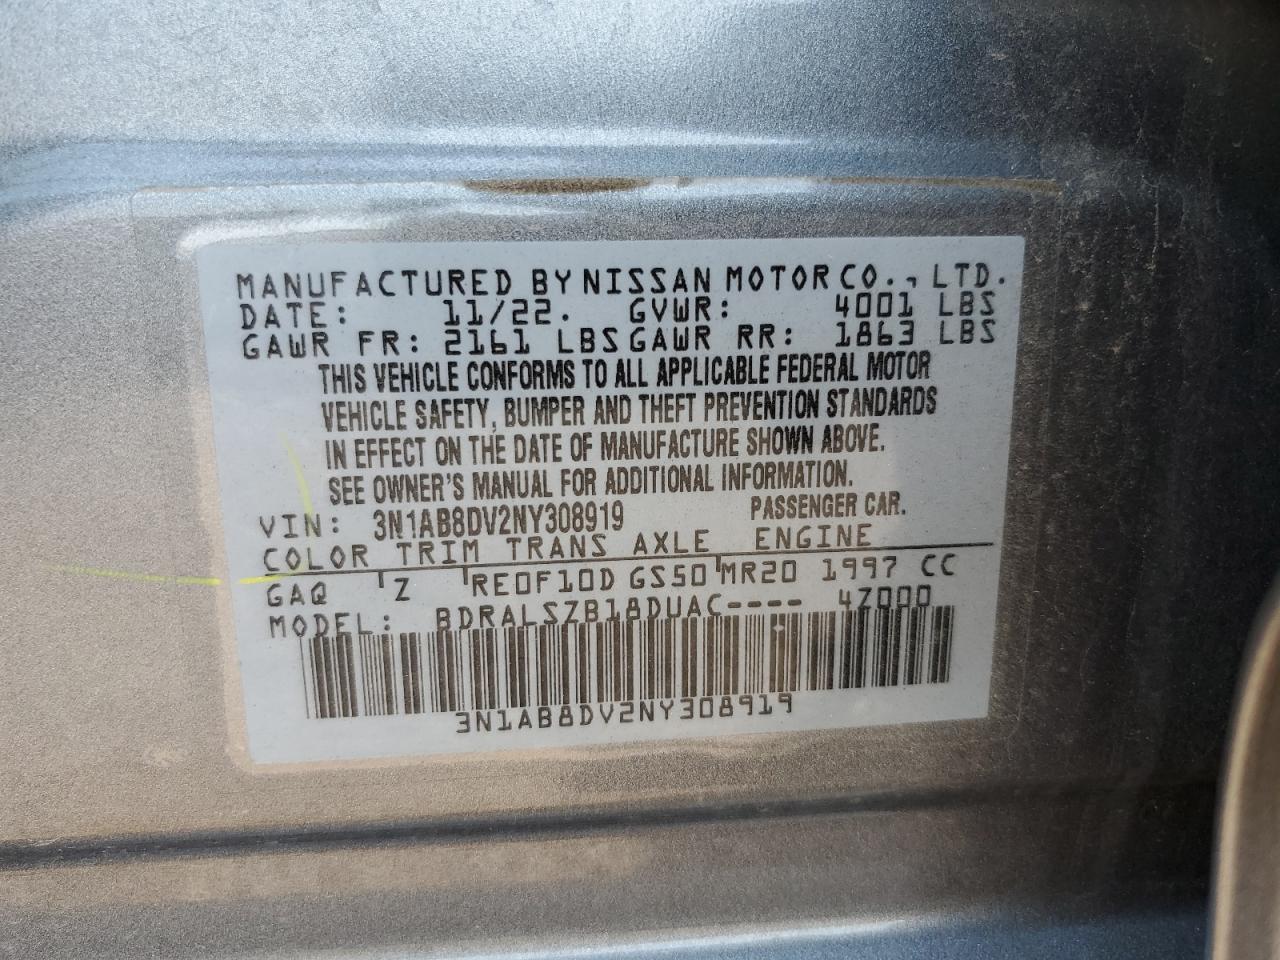 MANUFACTURED BY NISSAN MOTOR CO., LTD.
DATE: 11/22. GVWR: 4001 LBS
GAWR FR: 2161 LBS GAWR RR: 1863 LBS
THIS VEHICLE CONFORMS TO ALL APPLICABLE FEDERAL MOTOR
VEHICLE SAFETY, BUMPER AND THEFT PREVENTION STANDARDS
IN EFFECT ON THE DATE OF MANUFACTURE SHOWN ABOVE.
SEE OWNER'S MANUAL FOR ADDITIONAL INFORMATION.
VIN: 3N1AB8DV2NY308919 PASSENGER CAR.
COLOR TRIM TRANS AXLE ENGINE
GAQ Z RE0F10D GS50 MR20 1997 CC
MODEL: BDRALSZB18DUAC---- 4Z000
3N1AB8DV2NY308919